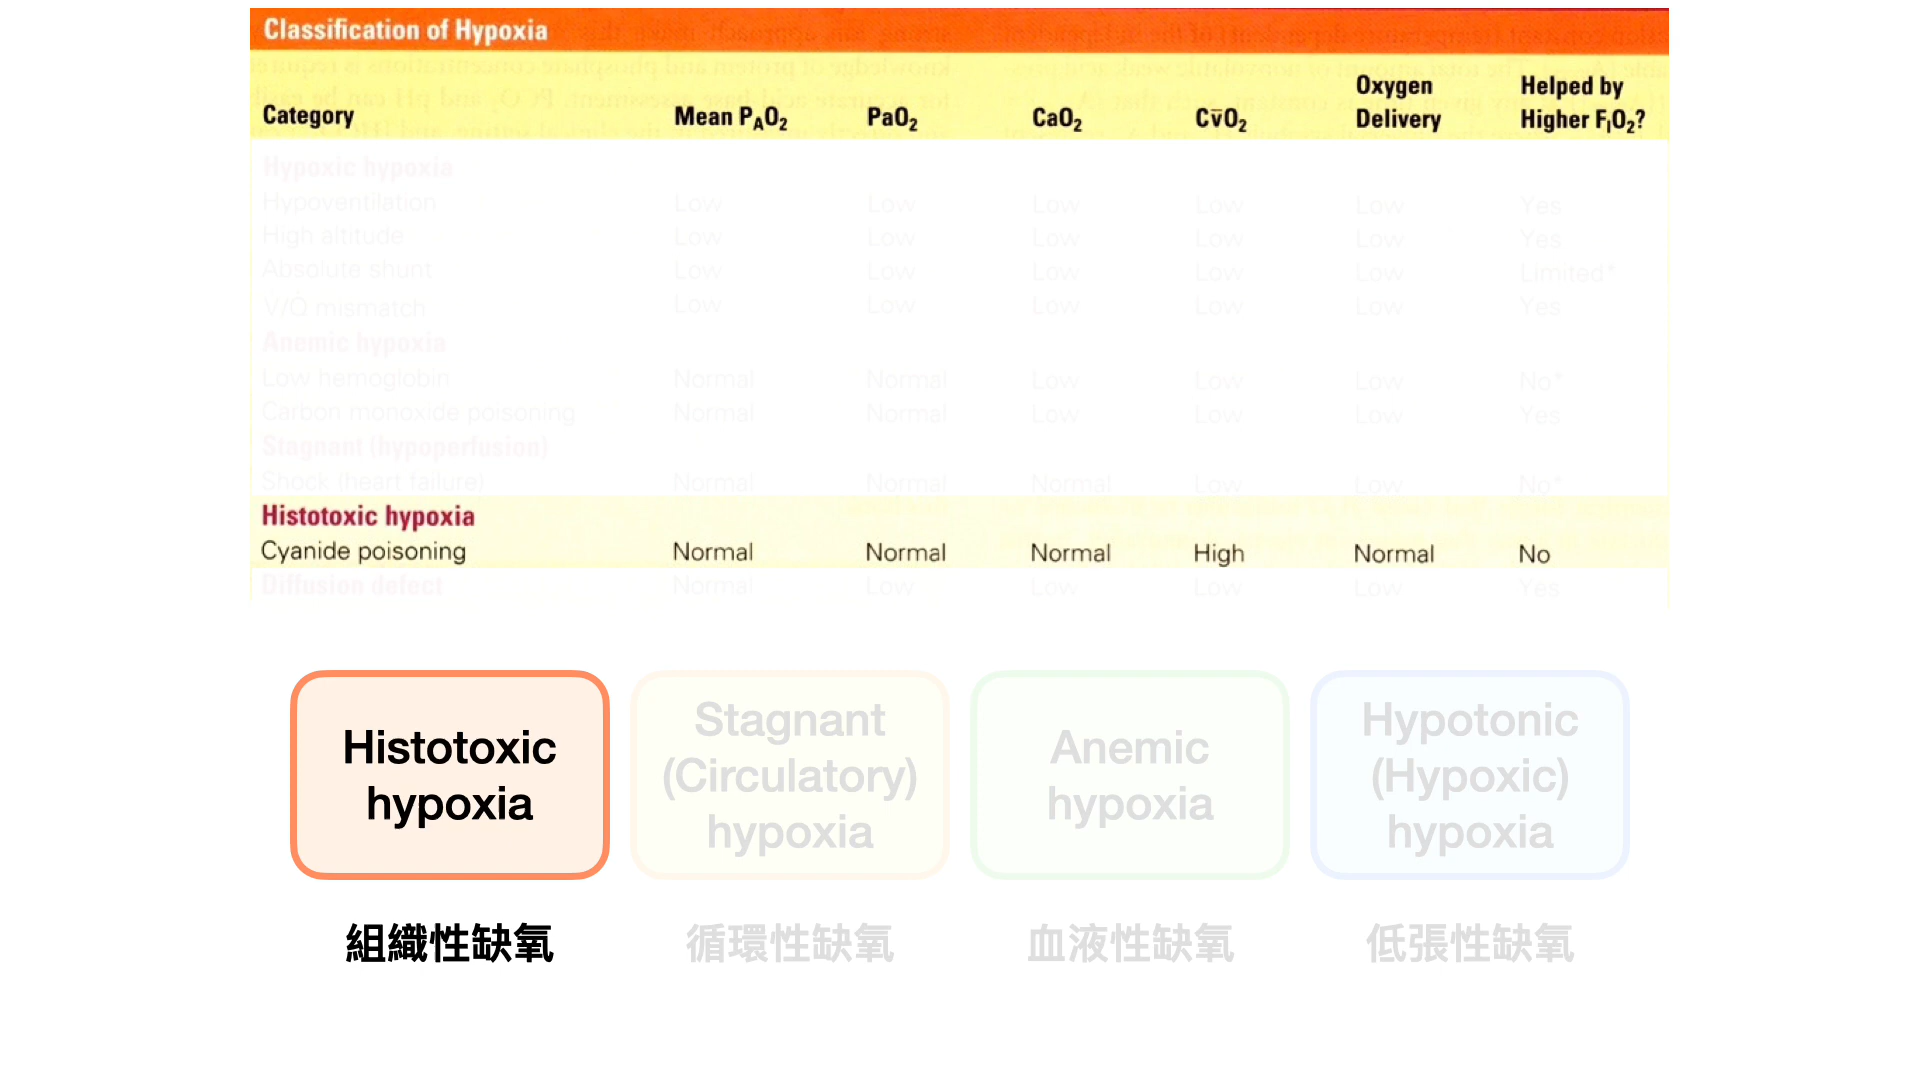 Classification of Hypoxia
Category Mean PAO2 PaO2 CaO2 Cv̄O2 Oxygen Delivery Helped by Higher FIO2?
Hypoxic hypoxia
Hypoventilation Low Low Low Low Low Yes
High altitude Low Low Low Low Low Yes
Absolute shunt Low Low Low Low Low Limited*
V̇/Q̇ mismatch Low Low Low Low Low Yes
Anemic hypoxia
Low hemoglobin Normal Normal Low Low Low No*
Carbon monoxide poisoning Normal Normal Low Low Low Yes
Stagnant (hypoperfusion)
Shock (heart failure) Normal Normal Normal Low Low No*
Histotoxic hypoxia
Cyanide poisoning Normal Normal Normal High Normal No
Diffusion defect Normal Low Low Low Low Yes
Histotoxic
hypoxia
Stagnant
(Circulatory)
hypoxia
Anemic
hypoxia
Hypotonic
(Hypoxic)
hypoxia
組織性缺氧
循環性缺氧
血液性缺氧
低張性缺氧